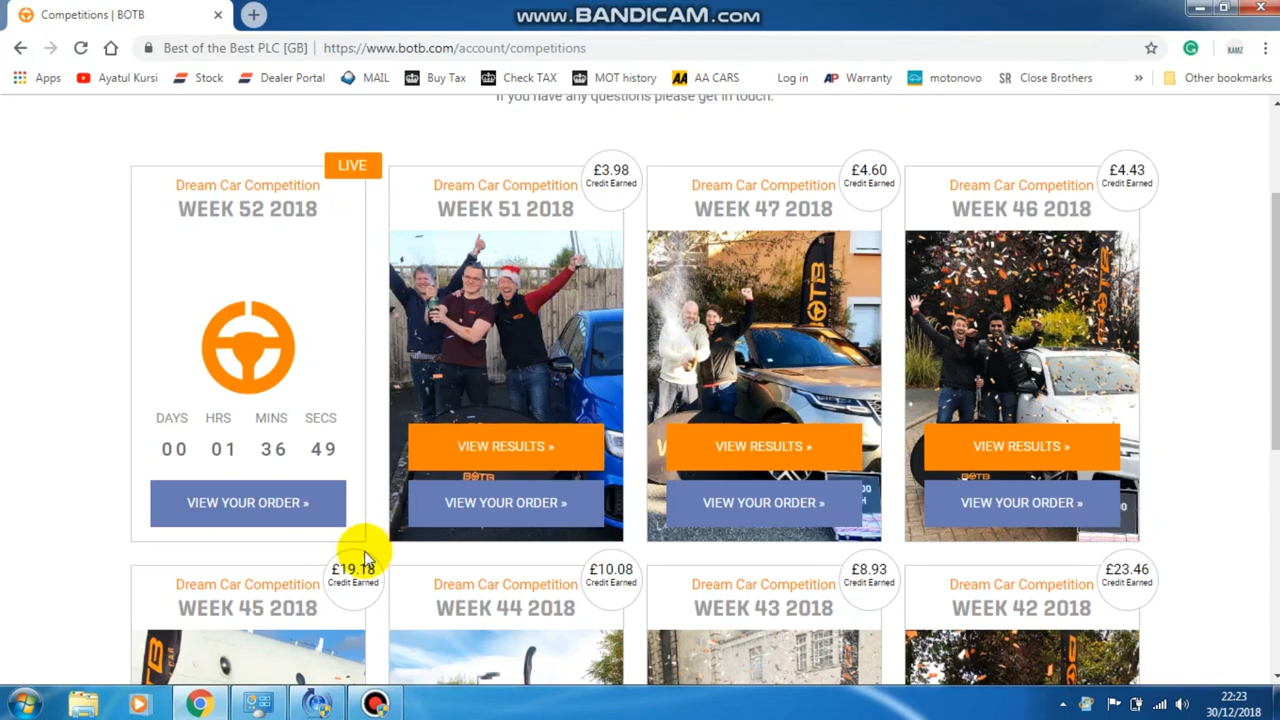 Competitions | BOTB
www.BANDICAM.com
Best of the Best PLC [GB] https://www.botb.com/account/competitions
KAMZ
Apps Ayatul Kursi Stock Dealer Portal MAIL Buy Tax Check TAX MOT history AA AA CARS Log in AP Warranty motonovo SR Close Brothers » Other bookmarks
If you have any questions please get in touch.
LIVE
Dream Car Competition
WEEK 52 2018
DAYS HRS MINS SECS
00 01 36 49
VIEW YOUR ORDER »
£3.98
Credit Earned
Dream Car Competition
WEEK 51 2018
VIEW RESULTS »
BOTB
VIEW YOUR ORDER »
£4.60
Credit Earned
Dream Car Competition
WEEK 47 2018
BOTB
VIEW RESULTS »
VIEW YOUR ORDER »
£4.43
Credit Earned
Dream Car Competition
WEEK 46 2018
VIEW RESULTS »
BOTB
VIEW YOUR ORDER »
£19.18
Credit Earned
Dream Car Competition
WEEK 45 2018
£10.08
Credit Earned
Dream Car Competition
WEEK 44 2018
£8.93
Credit Earned
Dream Car Competition
WEEK 43 2018
£23.46
Credit Earned
Dream Car Competition
WEEK 42 2018
22:23
30/12/2018